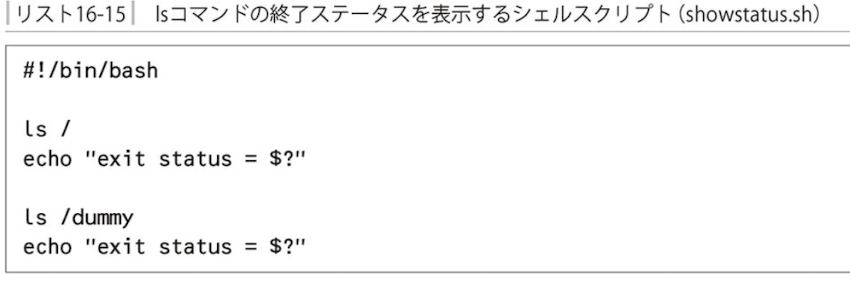 リスト16-15 lsコマンドの終了ステータスを表示するシェルスクリプト（showstatus.sh）
#!/bin/bash
ls /
echo "exit status = $?"
ls /dummy
echo "exit status = $?"